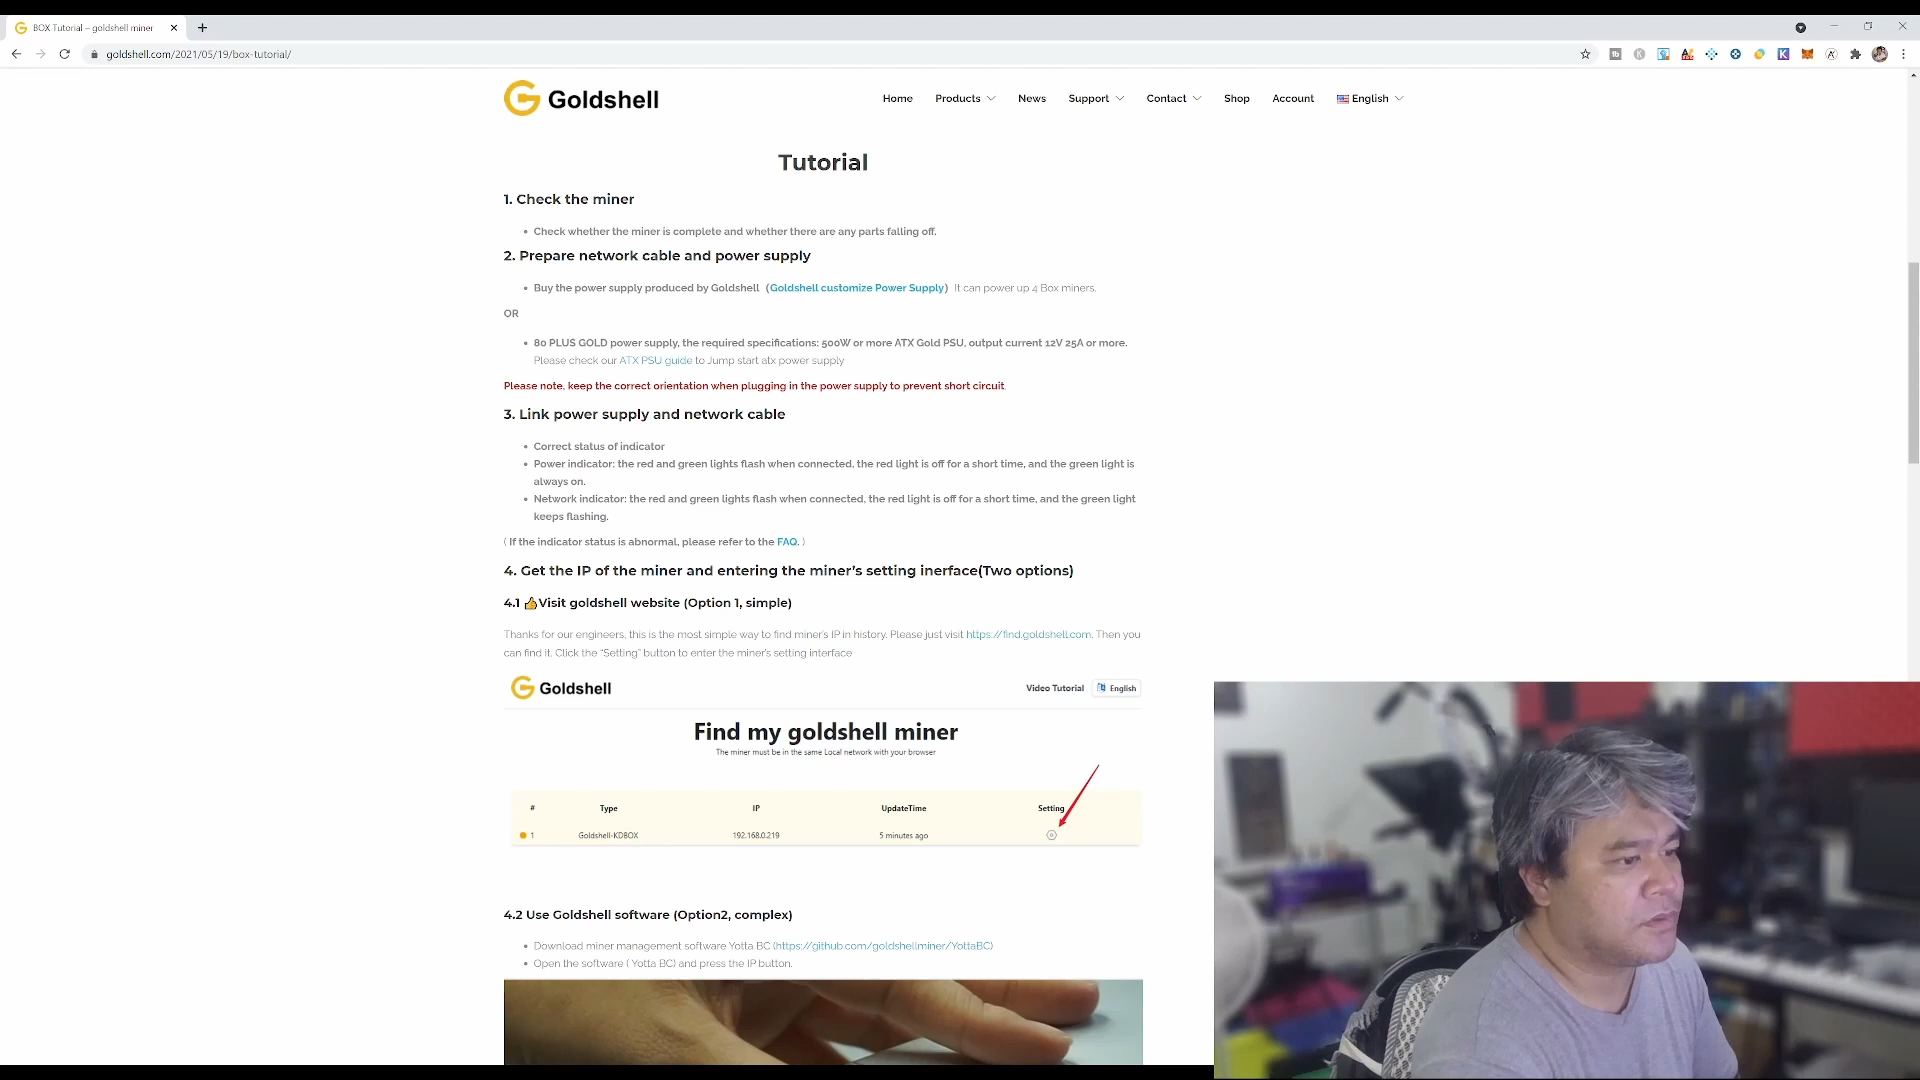 BOX Tutorial – goldshell miner
goldshell.com/2021/05/19/box-tutorial/
Goldshell
Home Products News Support Contact Shop Account English
Tutorial
1. Check the miner
• Check whether the miner is complete and whether there are any parts falling off.
2. Prepare network cable and power supply
• Buy the power supply produced by Goldshell（Goldshell customize Power Supply） It can power up 4 Box miners.
OR
• 80 PLUS GOLD power supply, the required specifications: 500W or more ATX Gold PSU, output current 12V 25A or more.
Please check our ATX PSU guide to Jump start atx power supply
Please note, keep the correct orientation when plugging in the power supply to prevent short circuit.
3. Link power supply and network cable
• Correct status of indicator
• Power indicator: the red and green lights flash when connected, the red light is off for a short time, and the green light is
always on.
• Network indicator: the red and green lights flash when connected, the red light is off for a short time, and the green light
keeps flashing.
( If the indicator status is abnormal, please refer to the FAQ. )
4. Get the IP of the miner and entering the miner’s setting inerface(Two options)
4.1 👍Visit goldshell website (Option 1, simple)
Thanks for our engineers, this is the most simple way to find miner’s IP in history. Please just visit https://find.goldshell.com. Then you
can find it. Click the “Setting” button to enter the miner’s setting interface
Goldshell Video Tutorial English
Find my goldshell miner
The miner must be in the same Local network with your browser
# Type IP UpdateTime Setting
1 Goldshell-KDBOX 192.168.0.219 5 minutes ago
4.2 Use Goldshell software (Option2, complex)
• Download miner management software Yotta BC (https://github.com/goldshellminer/YottaBC)
• Open the software ( Yotta BC) and press the IP button.